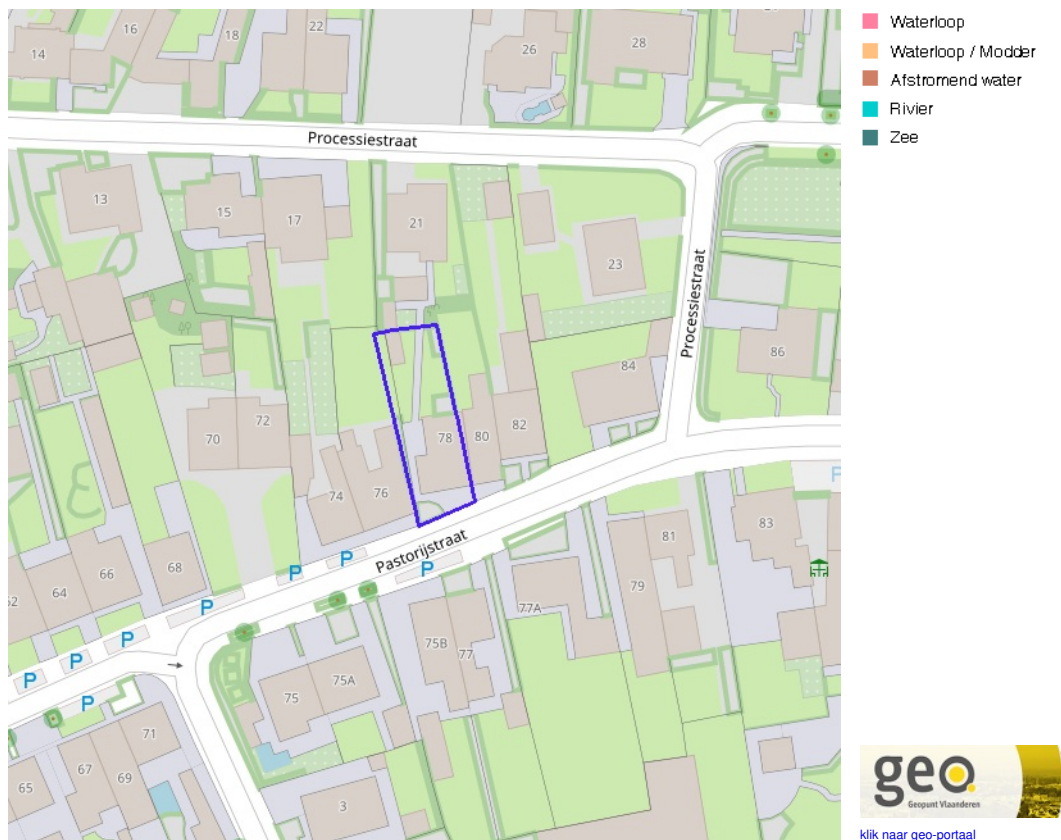 14
16
18
22
26
28
Processiestraat
13
15
17
21
23
Processiestraat
86
84
70
72
78
80
82
74
76
Pastorijstraat
P
P
P
P
P
P
P
P
P
62
64
66
68
83
81
79
77A
75B
77
75
75A
71
67
69
65
3
Waterloop
Waterloop / Modder
Afstromend water
Rivier
Zee
geo.
Geopunt Vlaanderen
klik naar geo-portaal